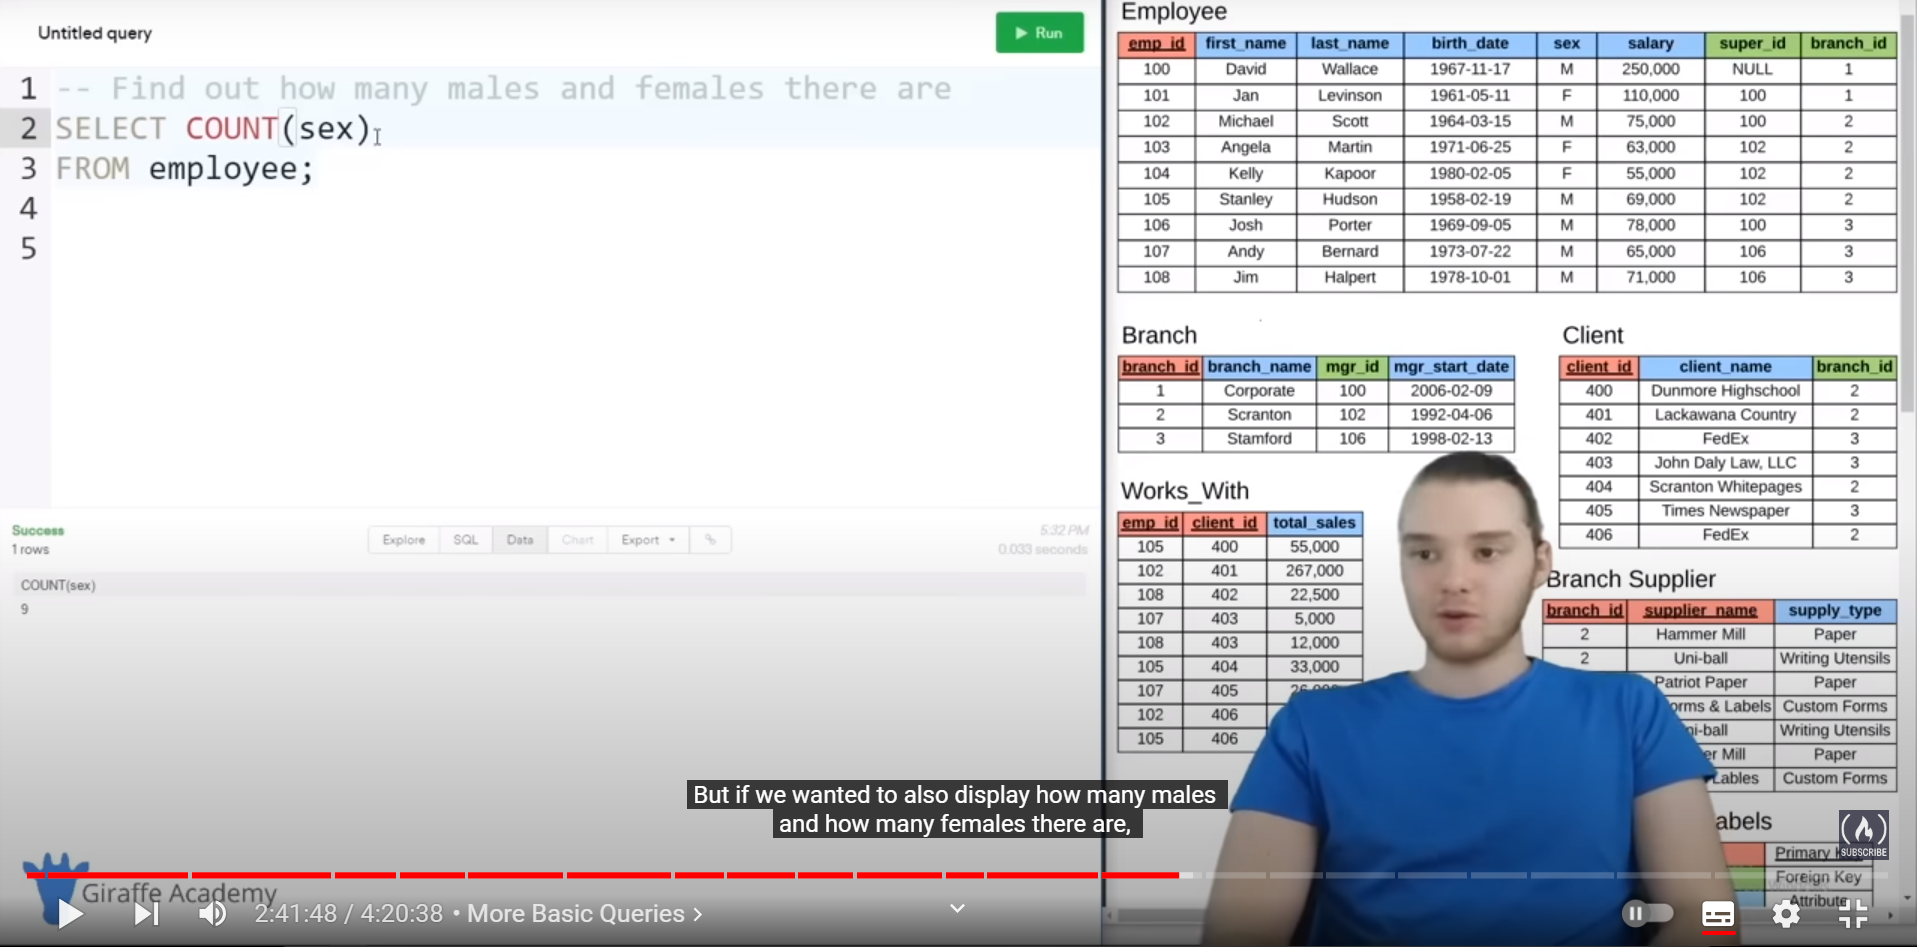 Untitled query
Run
1 -- Find out how many males and females there are
2 SELECT COUNT(sex)
3 FROM employee;
4
5
Success
1 rows
Explore SQL Data Chart Export
5:32 PM
0.033 seconds
COUNT(sex)
9
Employee
emp_id first_name last_name birth_date sex salary super_id branch_id
100 David Wallace 1967-11-17 M 250,000 NULL 1
101 Jan Levinson 1961-05-11 F 110,000 100 1
102 Michael Scott 1964-03-15 M 75,000 100 2
103 Angela Martin 1971-06-25 F 63,000 102 2
104 Kelly Kapoor 1980-02-05 F 55,000 102 2
105 Stanley Hudson 1958-02-19 M 69,000 102 2
106 Josh Porter 1969-09-05 M 78,000 100 3
107 Andy Bernard 1973-07-22 M 65,000 106 3
108 Jim Halpert 1978-10-01 M 71,000 106 3
Branch
branch_id branch_name mgr_id mgr_start_date
1 Corporate 100 2006-02-09
2 Scranton 102 1992-04-06
3 Stamford 106 1998-02-13
Client
client_id client_name branch_id
400 Dunmore Highschool 2
401 Lackawana Country 2
402 FedEx 3
403 John Daly Law, LLC 3
404 Scranton Whitepages 2
405 Times Newspaper 3
406 FedEx 2
Works_With
emp_id client_id total_sales
105 400 55,000
102 401 267,000
108 402 22,500
107 403 5,000
108 403 12,000
105 404 33,000
107 405
102 406
105 406
Branch Supplier
branch_id supplier_name supply_type
2 Hammer Mill Paper
2 Uni-ball Writing Utensils
Patriot Paper Paper
orms & Labels Custom Forms
ni-ball Writing Utensils
er Mill Paper
Lables Custom Forms
abels
Primary
Foreign Key
Attribute
SUBSCRIBE
But if we wanted to also display how many males
and how many females there are,
Giraffe Academy
2:41:48 / 4:20:38 • More Basic Queries